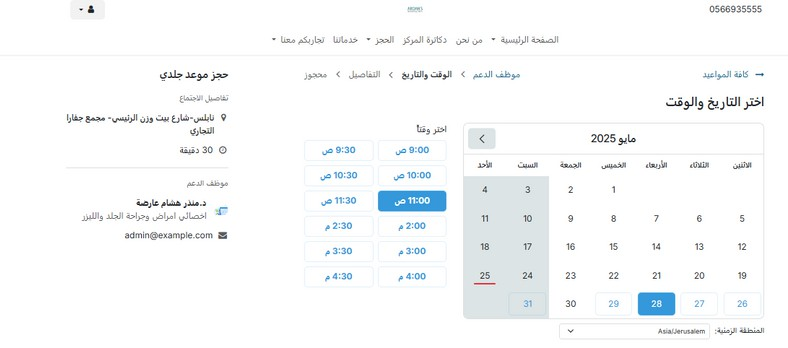 0566935555
الصفحة الرئيسية
من نحن
دكاترة المركز
الحجز
خدماتنا
تجاربكم معنا
كافة المواعيد
موظف الدعم
الوقت والتاريخ
التفاصيل
محجوز
اختر التاريخ والوقت
مايو 2025
الاثنين الثلاثاء الأربعاء الخميس الجمعة السبت الأحد
1 2 3 4
5 6 7 8 9 10 11
12 13 14 15 16 17 18
19 20 21 22 23 24 25
26 27 28 29 30 31
المنطقة الزمنية: Asia/Jerusalem
اختر وقتاً
9:00 ص 9:30 ص
10:00 ص 10:30 ص
11:00 ص 11:30 ص
2:00 م 2:30 م
3:00 م 3:30 م
4:00 م 4:30 م
حجز موعد جلدي
تفاصيل الاجتماع
نابلس-شارع بيت وزن الرئيسي- مجمع جفارا
التجاري
30 دقيقة
موظف الدعم
د.منذر هشام عارضة
اخصائي امراض وجراحة الجلد والليزر
admin@example.com